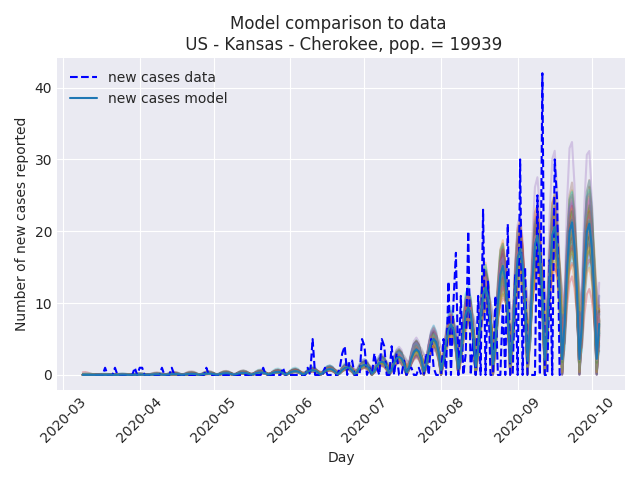 Model comparison to data
US - Kansas - Cherokee, pop. = 19939
new cases data
new cases model
Number of new cases reported
40
30
20
10
0
2020-03
2020-04
2020-05
2020-06
2020-07
2020-08
2020-09
2020-10
Day